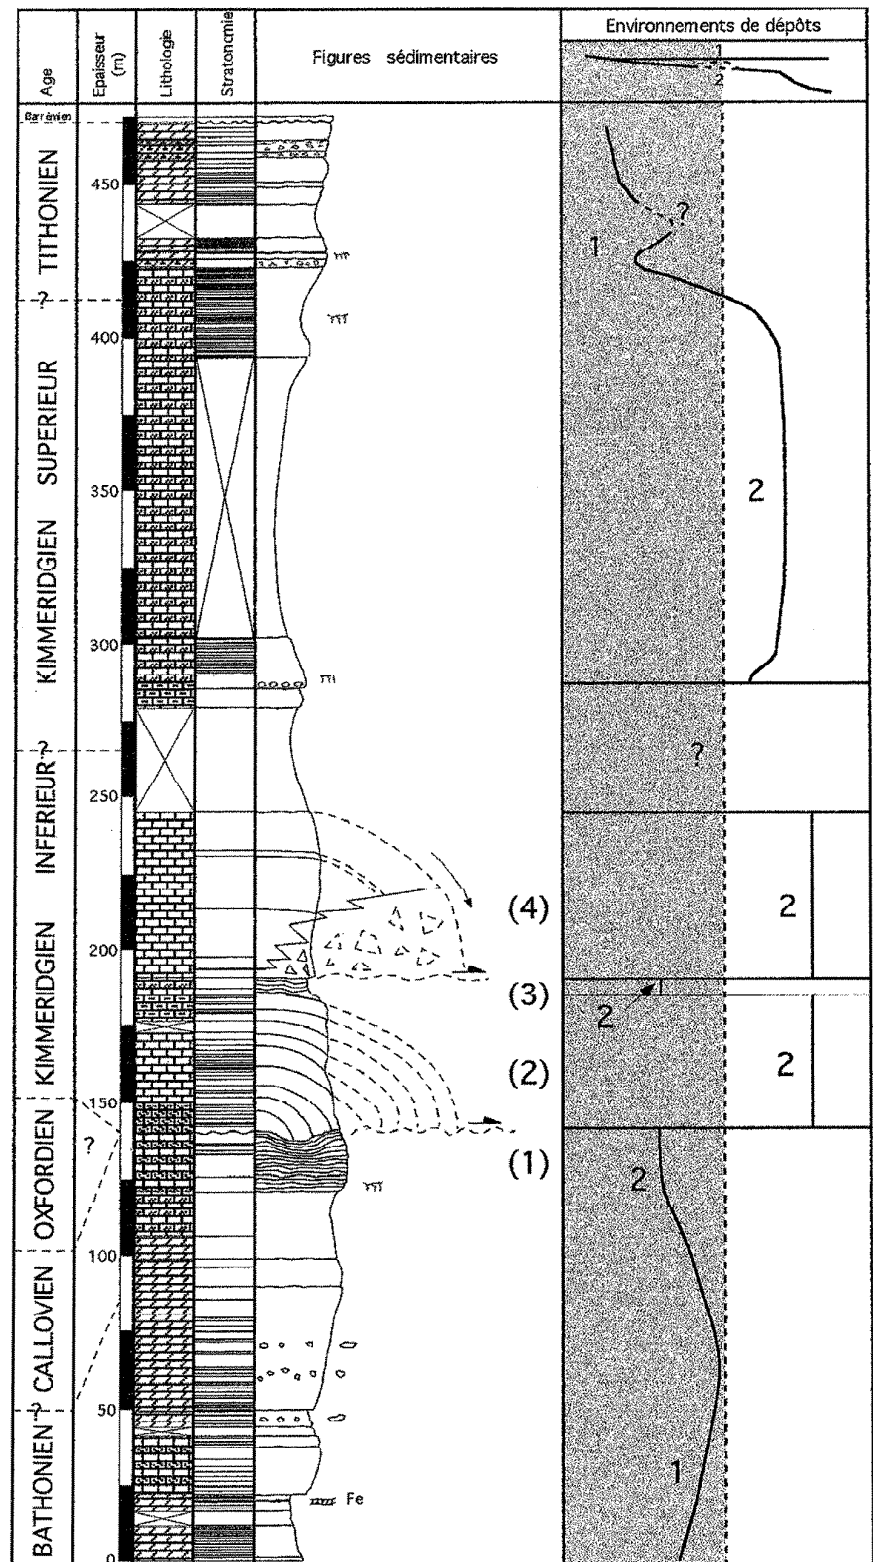 Age
Epaisseur
(m)
Lithologie
Stratonomie
Figures sédimentaires
Environnements de dépôts
1
2
Barrémien
TITHONIEN
?
KIMMERIDGIEN SUPERIEUR
?
KIMMERIDGIEN INFERIEUR
OXFORDIEN
?
CALLOVIEN
?
BATHONIEN
450
400
350
300
250
200
150
100
50
0
Fe
(4)
(3)
(2)
(1)
?
1
2
?
2
2
1
2
2
1